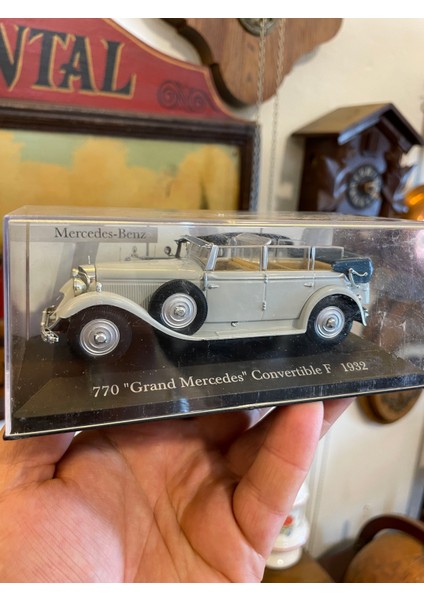 NTAL
Mercedes-Benz
770 "Grand Mercedes" Convertible F 1932